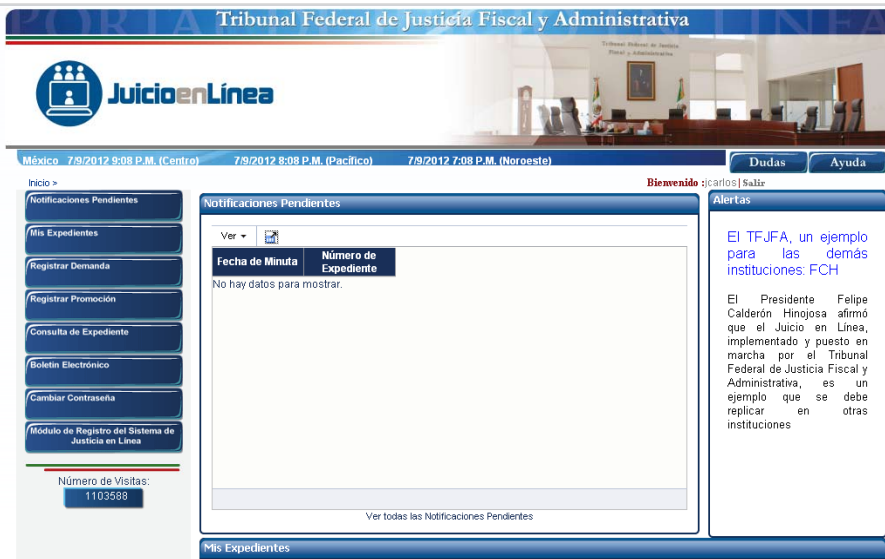 Tribunal Federal de Justicia Fiscal y Administrativa
Tribunal Federal de Justicia
Fiscal y Administrativa
JuicioenLínea
México 7/9/2012 9:08 P.M. (Centro) 7/9/2012 8:08 P.M. (Pacífico) 7/9/2012 7:08 P.M. (Noroeste)
Dudas
Ayuda
Inicio >
Bienvenido :jcarlos| Salir
Notificaciones Pendientes
Mis Expedientes
Registrar Demanda
Registrar Promoción
Consulta de Expediente
Boletín Electrónico
Cambiar Contraseña
Módulo de Registro del Sistema de
Justicia en Línea
Número de Visitas:
1103588
Notificaciones Pendientes
Ver
Fecha de Minuta
Número de
Expediente
No hay datos para mostrar.
Ver todas las Notificaciones Pendientes
Mis Expedientes
Alertas
El TFJFA, un ejemplo
para las demás
instituciones: FCH
El Presidente Felipe
Calderón Hinojosa afirmó
que el Juicio en Línea,
implementado y puesto en
marcha por el Tribunal
Federal de Justicia Fiscal y
Administrativa, es un
ejemplo que se debe
replicar en otras
instituciones